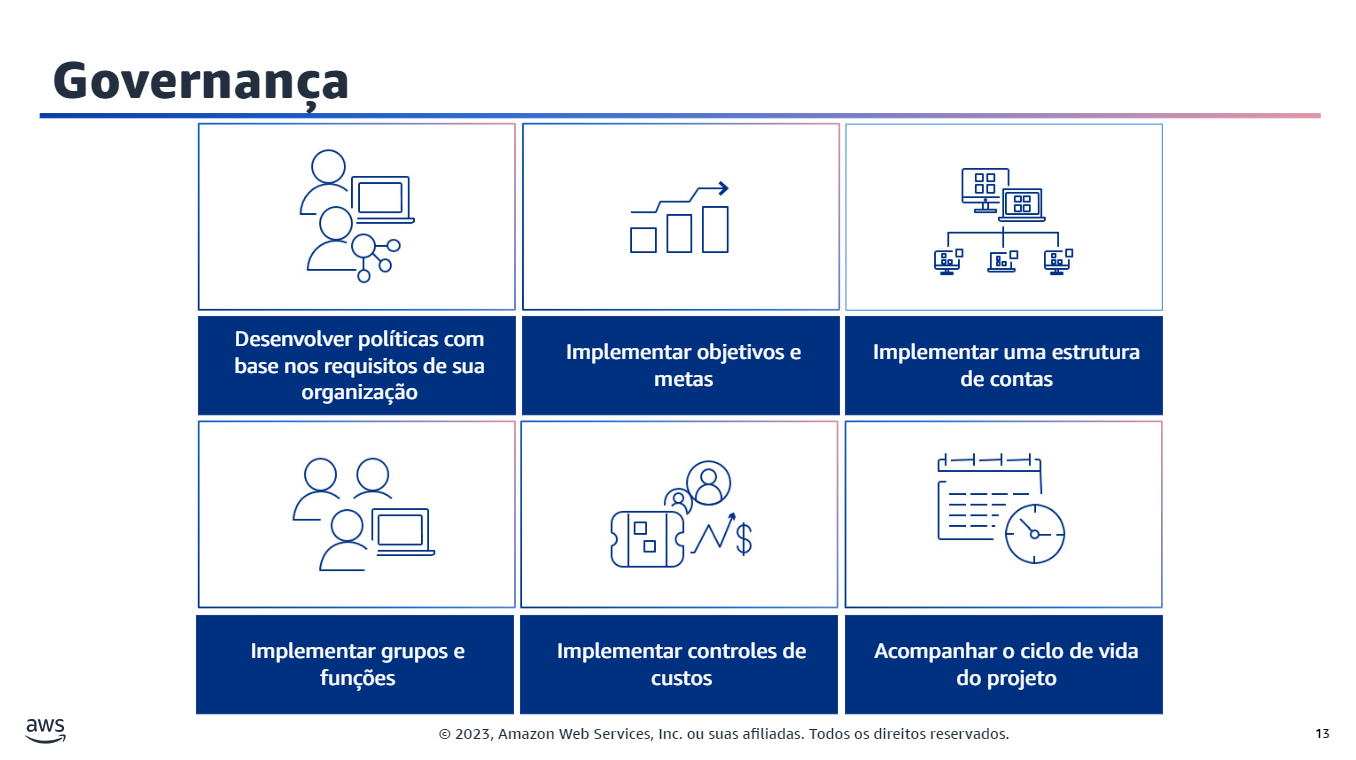 Governança
Desenvolver políticas com
base nos requisitos de sua
organização
Implementar objetivos e
metas
Implementar uma estrutura
de contas
Implementar grupos e
funções
Implementar controles de
custos
Acompanhar o ciclo de vida
do projeto
aws
© 2023, Amazon Web Services, Inc. ou suas afiliadas. Todos os direitos reservados.
13